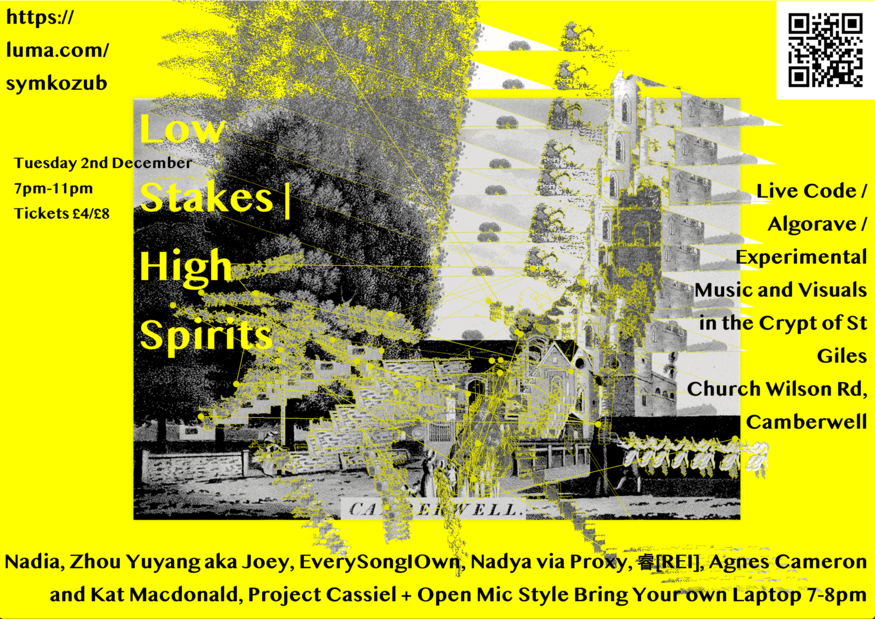 https://
luma.com/
symkozub
Low
Stakes |
High
Spirits
Tuesday 2nd December
7pm-11pm
Tickets £4/£8
Live Code /
Algorave /
Experimental
Music and Visuals
in the Crypt of St
Giles
Church Wilson Rd,
Camberwell
CAMBERWELL.
Nadia, Zhou Yuyang aka Joey, EverySongIOwn, Nadya via Proxy, 睿[REI], Agnes Cameron
and Kat Macdonald, Project Cassiel + Open Mic Style Bring Your own Laptop 7-8pm